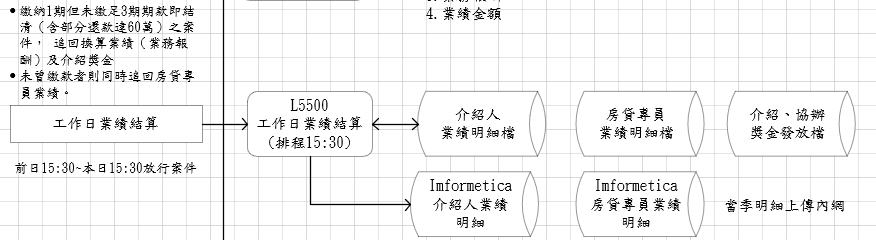 ●繳納1期但未繳足3期期款即結
清（含部分還款達60萬）之案
件， 追回換算業績（業務報
酬）及介紹獎金
●未曾繳款者則同時追回房貸專
員業績。
4.業績金額
工作日業績結算
L5500
工作日業績結算
(排程15:30)
介紹人
業績明細檔
房貸專員
業績明細檔
介紹、協辦
獎金發放檔
前日15:30~本日15:30放行案件
Imformetica
介紹人業績
明細
Imformetica
房貸專員業績
明細
當季明細上傳內網